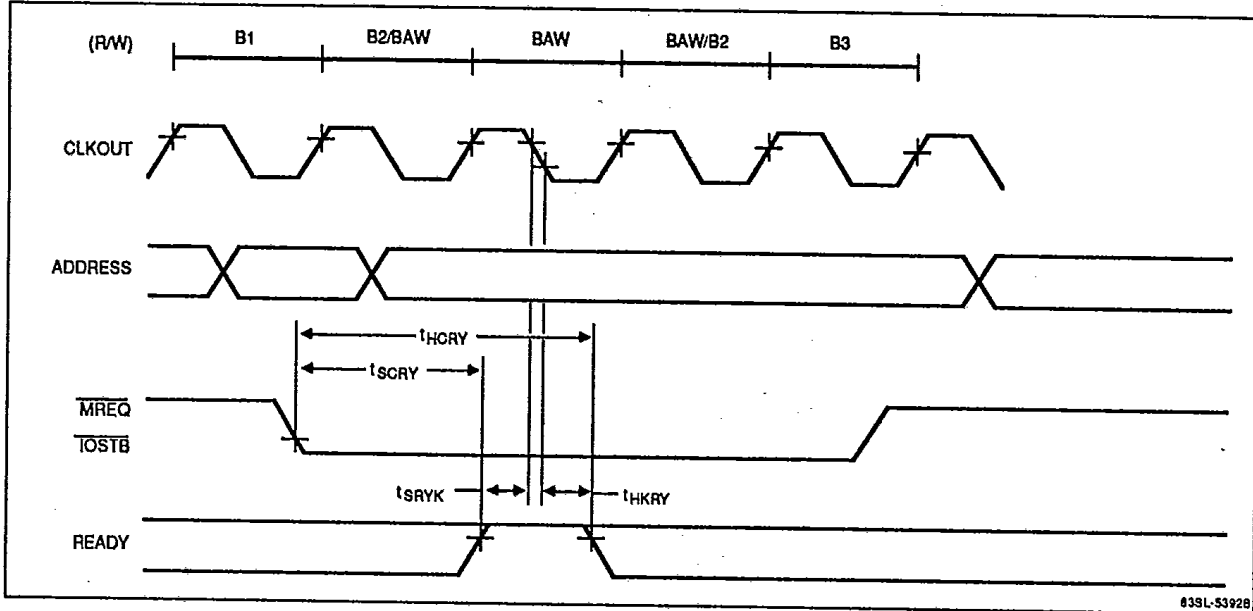 (R/W) B1 B2/BAW BAW BAW/B2 B3
CLKOUT
ADDRESS
tHCRY
tSCRY
MREQ
IOSTB
tSRYK tHKRY
READY
83SL-5392B